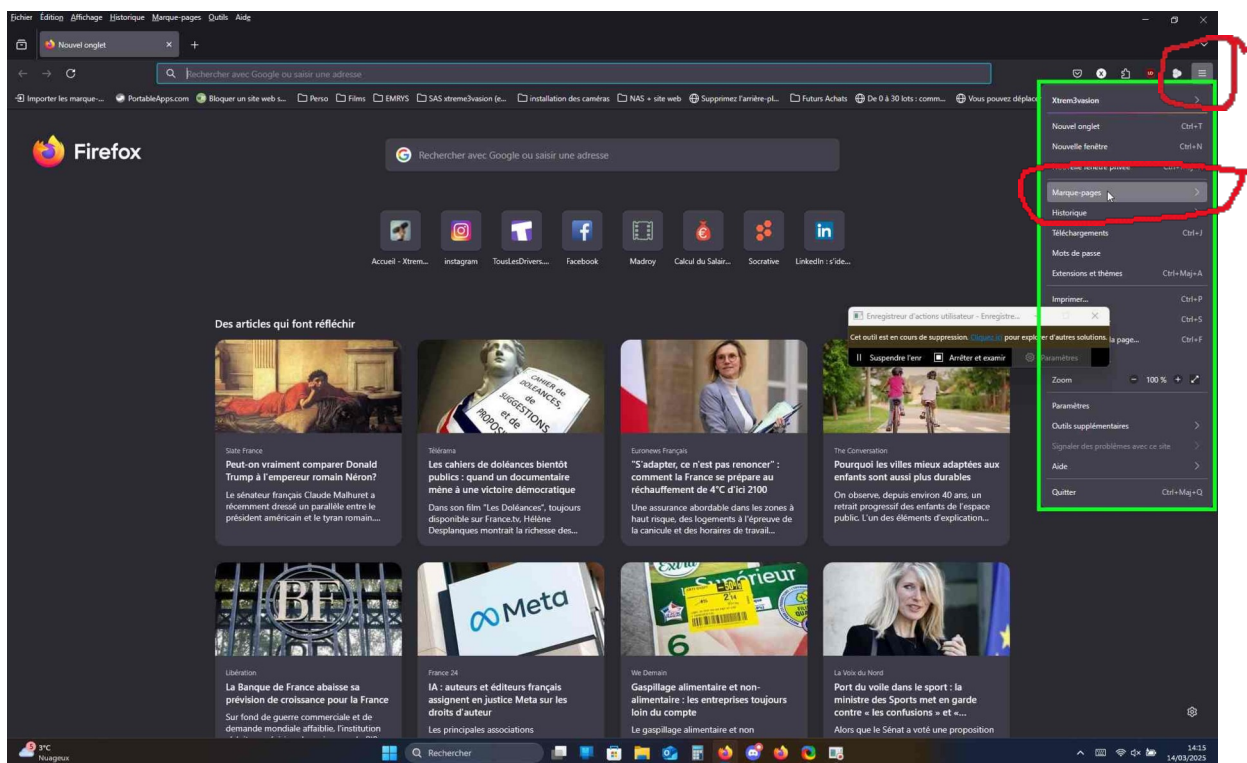 Fichier Édition Affichage Historique Marque-pages Outils Aide
Nouvel onglet
Rechercher avec Google ou saisir une adresse
Importer les marque-... PortableApps.com Bloquer un site web s... Perso Films EMRYS SAS xtreme3vasion (e... installation des caméras NAS + site web Supprimez l'arrière-pl... Futurs Achats De 0 à 30 lots : comm... Vous pouvez déplac
Firefox
Rechercher avec Google ou saisir une adresse
Accueil - Xtrem... instagram TousLesDrivers.... Facebook Madroy Calcul du Salair... Socrative LinkedIn : s'ide...
Xtrem3vasion
Nouvel onglet Ctrl+T
Nouvelle fenêtre Ctrl+N
Nouvelle fenêtre privée
Marque-pages
Historique
Téléchargements Ctrl+J
Mots de passe
Extensions et thèmes Ctrl+Maj+A
Imprimer... Ctrl+P
Ctrl+S
la page... Ctrl+F
Zoom 100 %
Paramètres
Outils supplémentaires
Signaler des problèmes avec ce site
Aide
Quitter Ctrl+Maj+Q
Enregistreur d'actions utilisateur - Enregistre...
Cet outil est en cours de suppression. Cliquez ici pour explorer d'autres solutions.
Suspendre l'enr Arrêter et examir Paramètres
Des articles qui font réfléchir
CAHIER de DOLEANCES, de SUGGESTIONS, et de
Slate France
Peut-on vraiment comparer Donald
Trump à l'empereur romain Néron?
Le sénateur français Claude Malhuret a
récemment dressé un parallèle entre le
président américain et le tyran romain....
Télérama
Les cahiers de doléances bientôt
publics : quand un documentaire
mène à une victoire démocratique
Dans son film "Les Doléances", toujours
disponible sur France.tv, Hélène
Desplanques montrait la richesse des...
Euronews Français
"S'adapter, ce n'est pas renoncer" :
comment la France se prépare au
réchauffement de 4°C d'ici 2100
Une assurance abordable dans les zones à
haut risque, des logements à l'épreuve de
la canicule et des horaires de travail...
The Conversation
Pourquoi les villes mieux adaptées aux
enfants sont aussi plus durables
On observe, depuis environ 40 ans, un
retrait progressif des enfants de l'espace
public. L'un des éléments d'explication...
BF
Meta
Supérieur
6
Libération
La Banque de France abaisse sa
prévision de croissance pour la France
Sur fond de guerre commerciale et de
demande mondiale affaiblie, l'institution
France 24
IA : auteurs et éditeurs français
assignent en justice Meta sur les
droits d'auteur
Les principales associations
We Demain
Gaspillage alimentaire et non-
alimentaire : les entreprises toujours
loin du compte
Le gaspillage alimentaire et non
La Voix du Nord
Port du voile dans le sport : la
ministre des Sports met en garde
contre « les confusions » et «...
Alors que le Sénat a voté une proposition
3°C
Nuageux
Rechercher
14:15
14/03/2025